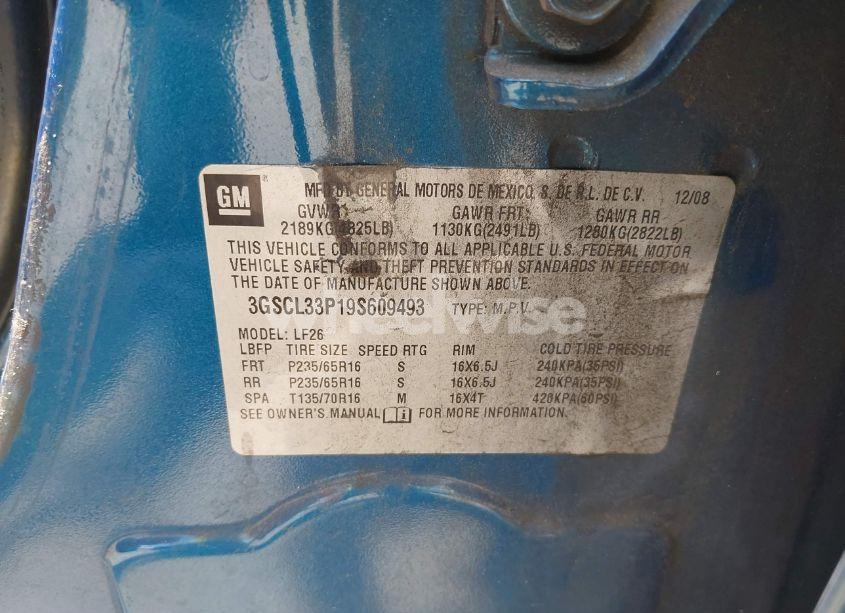 GM ® MFD BY GENERAL MOTORS DE MEXICO, S. DE R.L. DE C.V. 12/08
GVWR GAWR FRT: GAWR RR
2189KG(4825LB) 1130KG(2491LB) 1280KG(2822LB)
THIS VEHICLE CONFORMS TO ALL APPLICABLE U.S. FEDERAL MOTOR
VEHICLE SAFETY AND THEFT PREVENTION STANDARDS IN EFFECT ON
THE DATE OF MANUFACTURE SHOWN ABOVE.
3GSCL33P19S609493 TYPE: M.P.V.
wheelwise
MODEL: LF26
LBFP TIRE SIZE SPEED RTG RIM COLD TIRE PRESSURE
FRT P235/65R16 S 16X6.5J 240KPA(35PSI)
RR P235/65R16 S 16X6.5J 240KPA(35PSI)
SPA T135/70R16 M 16X4T 420KPA(60PSI)
SEE OWNER'S MANUAL FOR MORE INFORMATION.